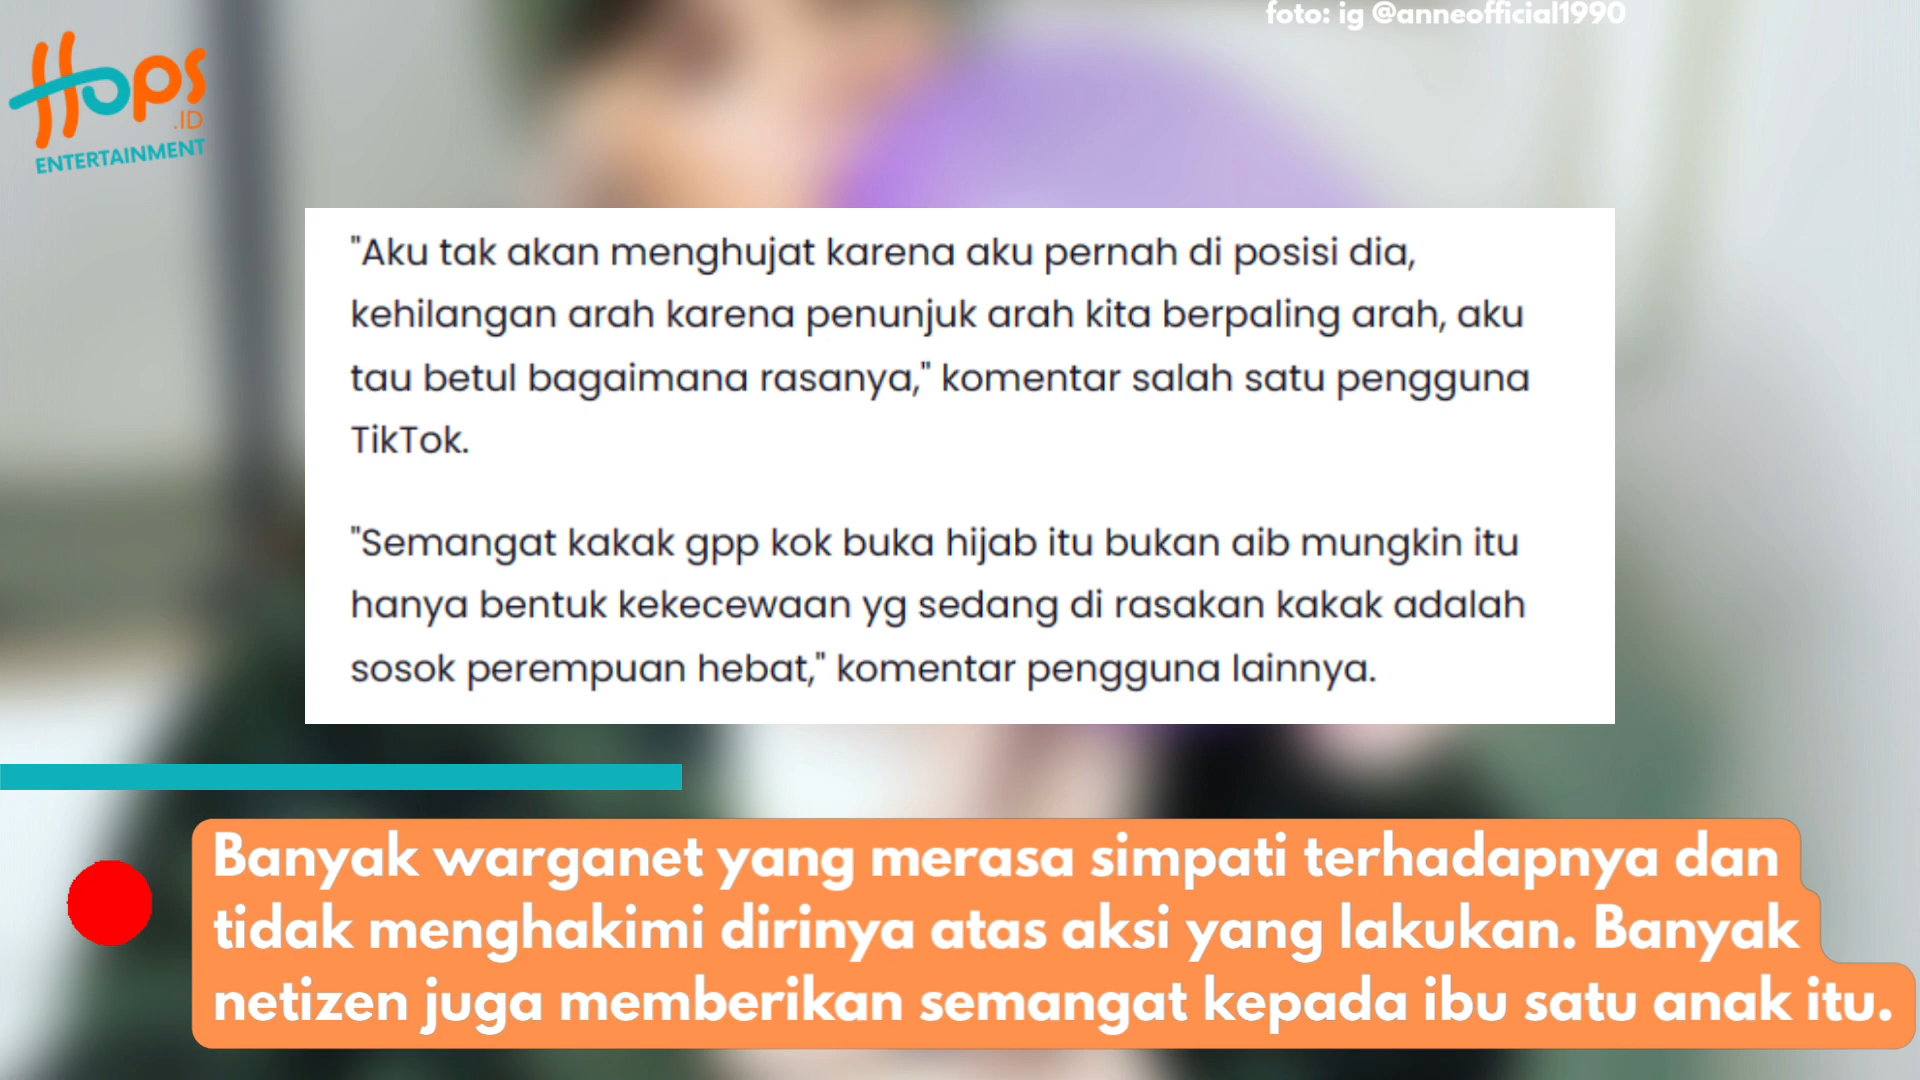 foto: ig @anneofficial1990
Hops
.ID
ENTERTAINMENT
"Aku tak akan menghujat karena aku pernah di posisi dia,
kehilangan arah karena penunjuk arah kita berpaling arah, aku
tau betul bagaimana rasanya," komentar salah satu pengguna
TikTok.
"Semangat kakak gpp kok buka hijab itu bukan aib mungkin itu
hanya bentuk kekecewaan yg sedang di rasakan kakak adalah
sosok perempuan hebat," komentar pengguna lainnya.
Banyak warganet yang merasa simpati terhadapnya dan
tidak menghakimi dirinya atas aksi yang lakukan. Banyak
netizen juga memberikan semangat kepada ibu satu anak itu.